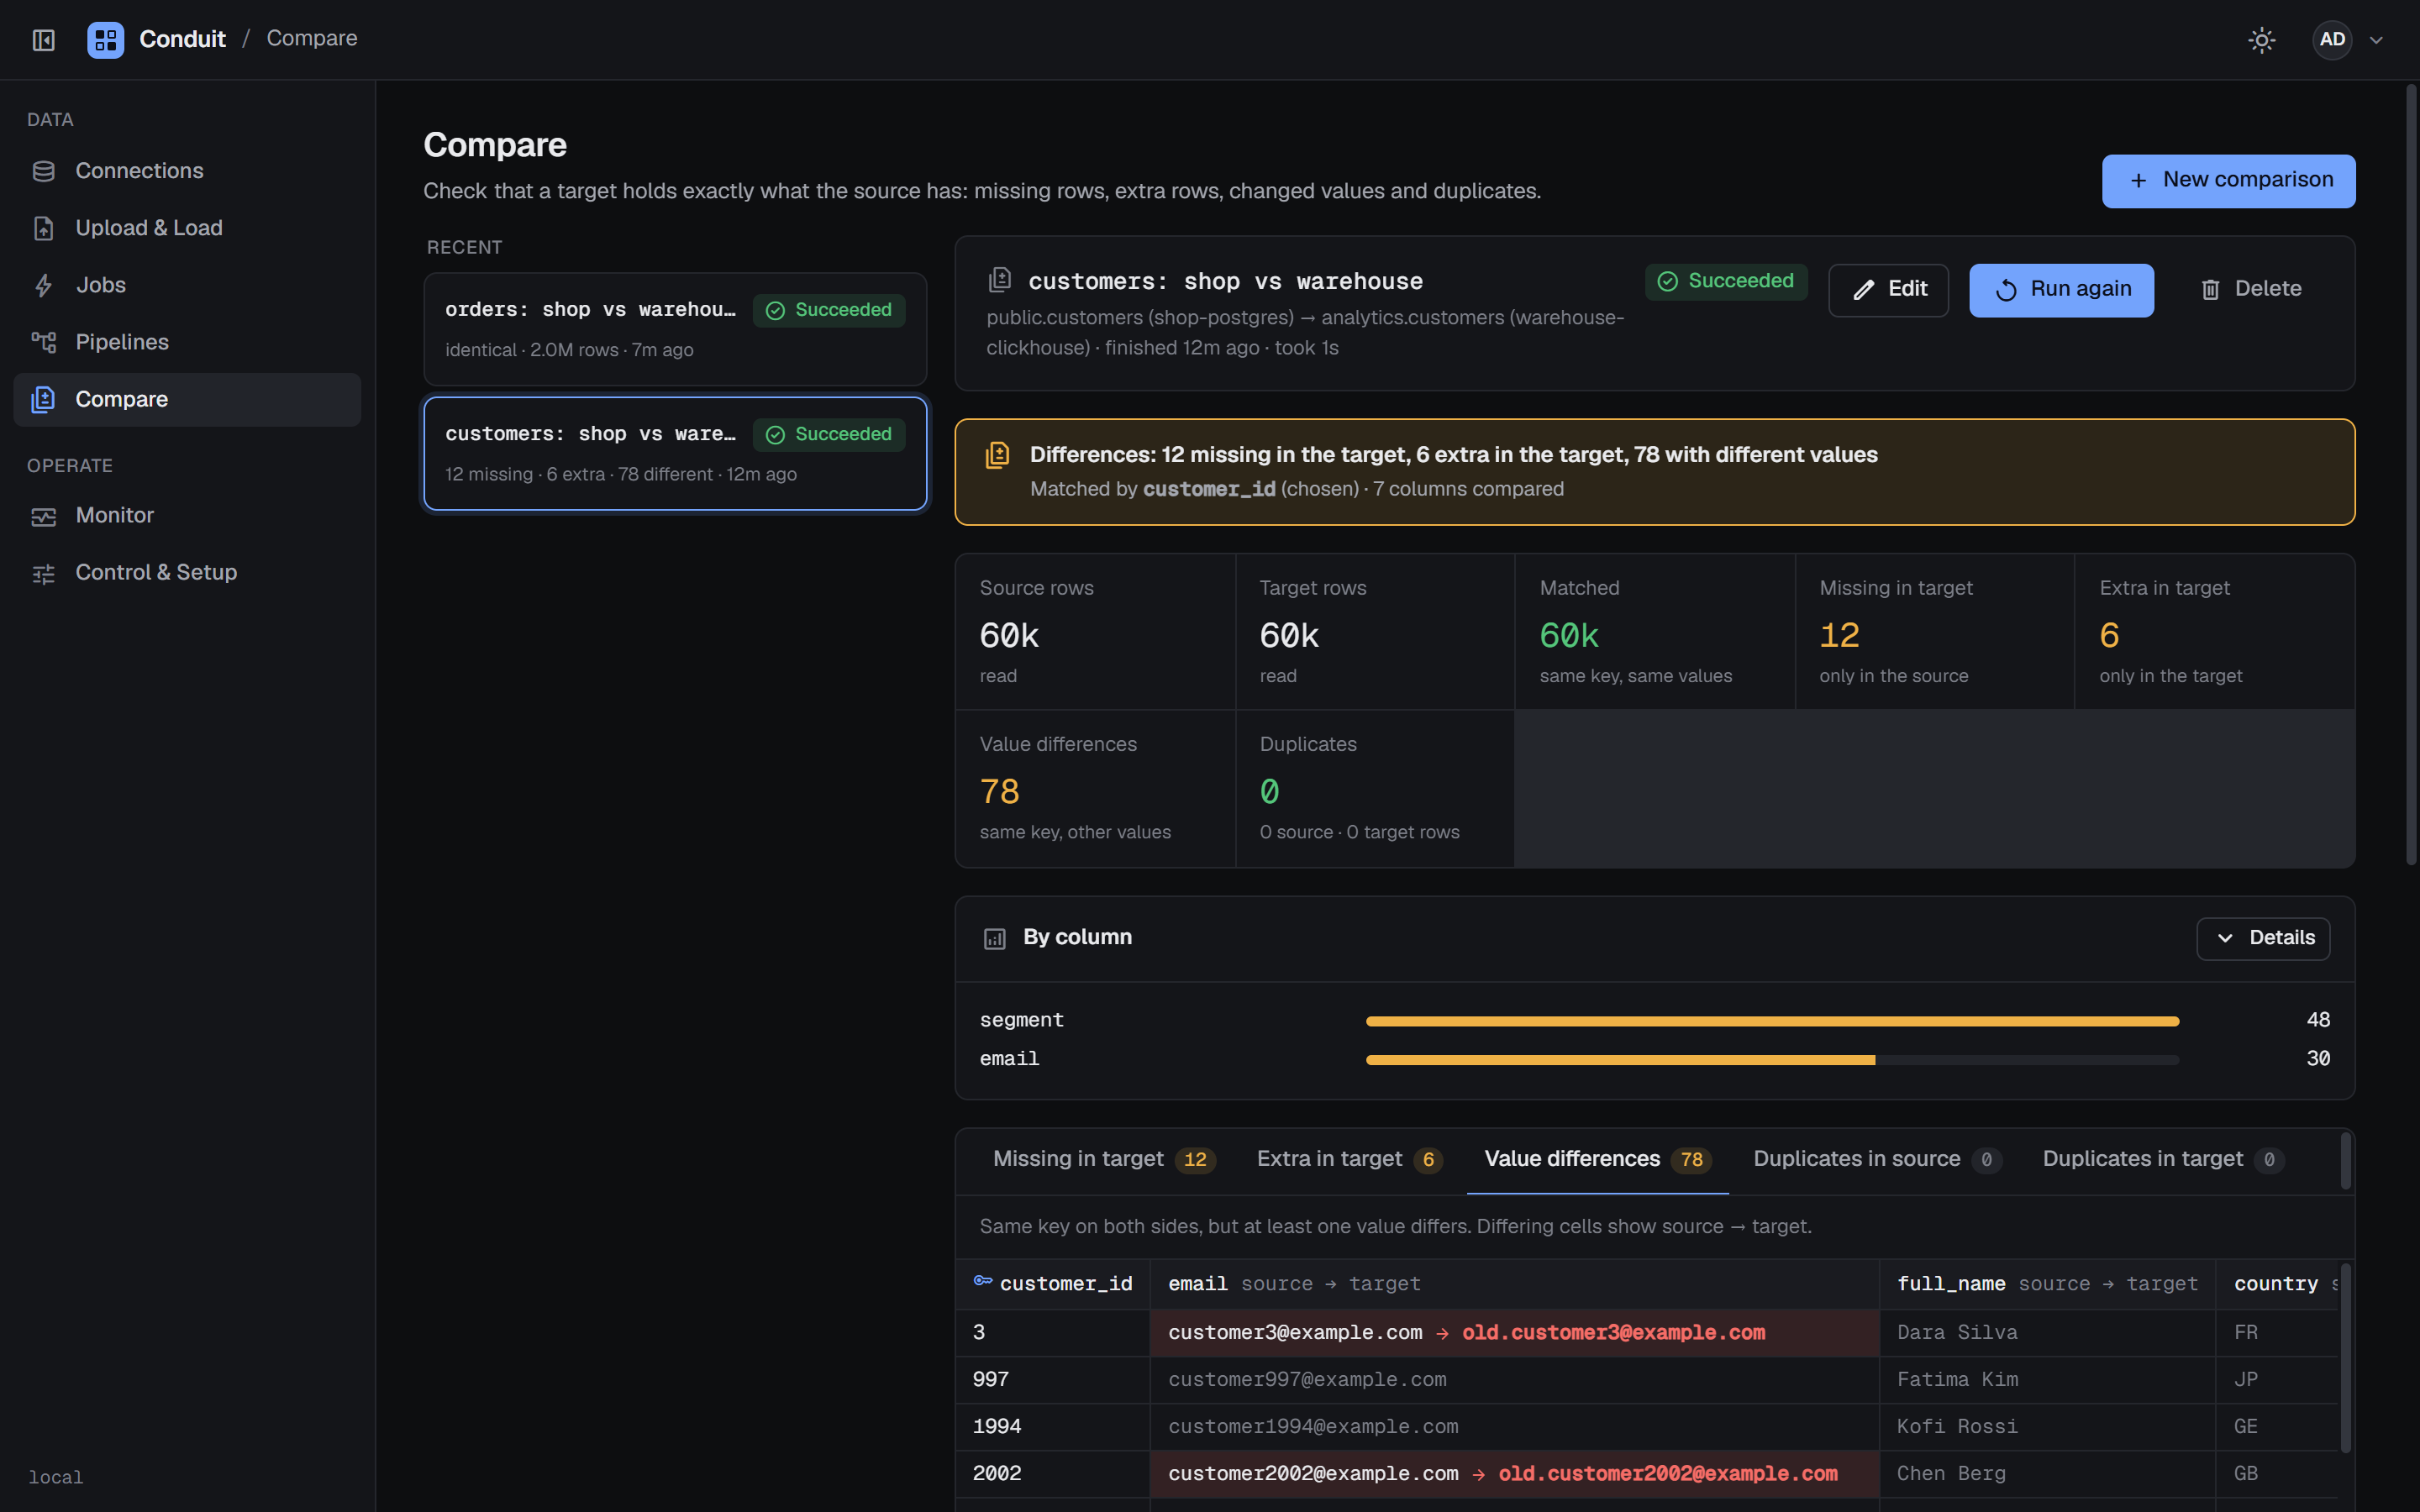 Conduit / Compare
AD
DATA
Connections
Upload & Load
Jobs
Pipelines
Compare
OPERATE
Monitor
Control & Setup
local
Compare
Check that a target holds exactly what the source has: missing rows, extra rows, changed values and duplicates.
New comparison
RECENT
orders: shop vs warehou… Succeeded
identical · 2.0M rows · 7m ago
customers: shop vs ware… Succeeded
12 missing · 6 extra · 78 different · 12m ago
customers: shop vs warehouse
Succeeded
Edit
Run again
Delete
public.customers (shop-postgres) → analytics.customers (warehouse-
clickhouse) · finished 12m ago · took 1s
Differences: 12 missing in the target, 6 extra in the target, 78 with different values
Matched by customer_id (chosen) · 7 columns compared
Source rows
60k
read
Target rows
60k
read
Matched
60k
same key, same values
Missing in target
12
only in the source
Extra in target
6
only in the target
Value differences
78
same key, other values
Duplicates
0
0 source · 0 target rows
By column
Details
segment 48
email 30
Missing in target 12
Extra in target 6
Value differences 78
Duplicates in source 0
Duplicates in target 0
Same key on both sides, but at least one value differs. Differing cells show source → target.
customer_id email source → target full_name source → target country
3 customer3@example.com → old.customer3@example.com Dara Silva FR
997 customer997@example.com Fatima Kim JP
1994 customer1994@example.com Kofi Rossi GE
2002 customer2002@example.com → old.customer2002@example.com Chen Berg GB